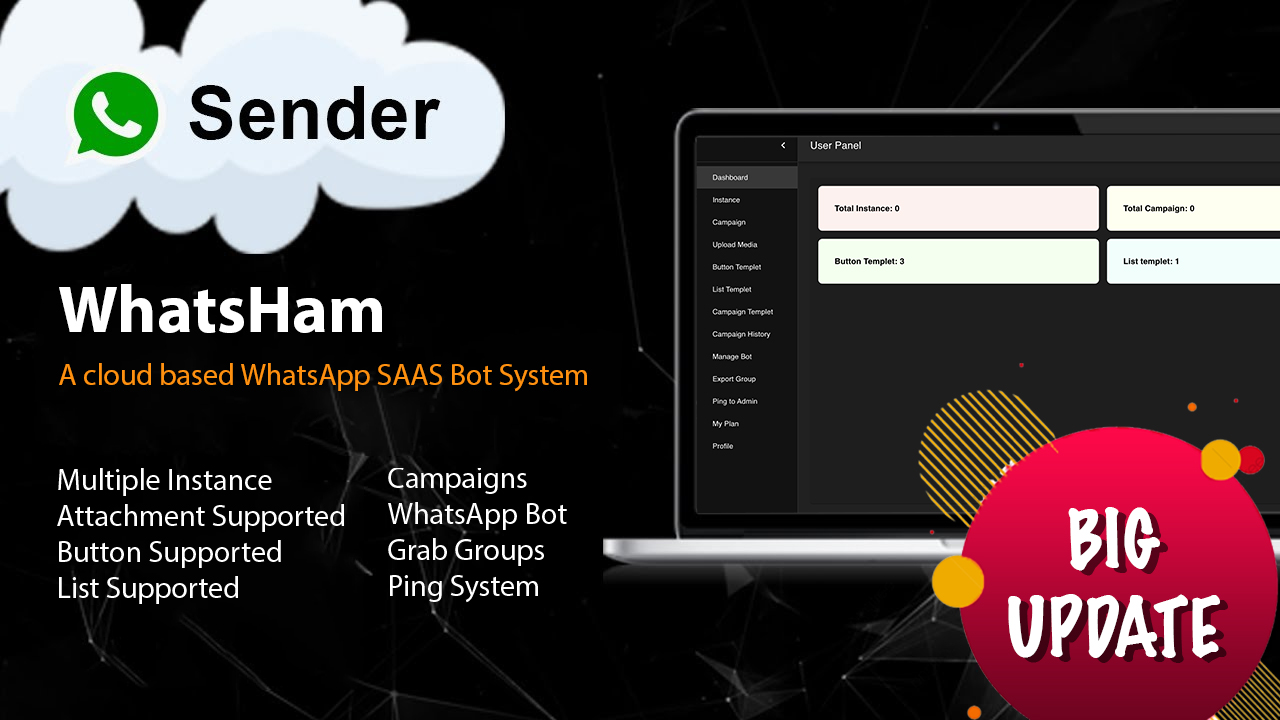 Sender
WhatsHam
A cloud based WhatsApp SAAS Bot System
Multiple Instance
Attachment Supported
Button Supported
List Supported
Campaigns
WhatsApp Bot
Grab Groups
Ping System
User Panel
Dashboard
Instance
Campaign
Upload Media
Button Templet
List Templet
Campaign Templet
Campaign History
Manage Bot
Export Group
Ping to Admin
My Plan
Profile
Total Instance: 0
Total Campaign: 0
Button Templet: 3
List templet: 1
BIG
UPDATE